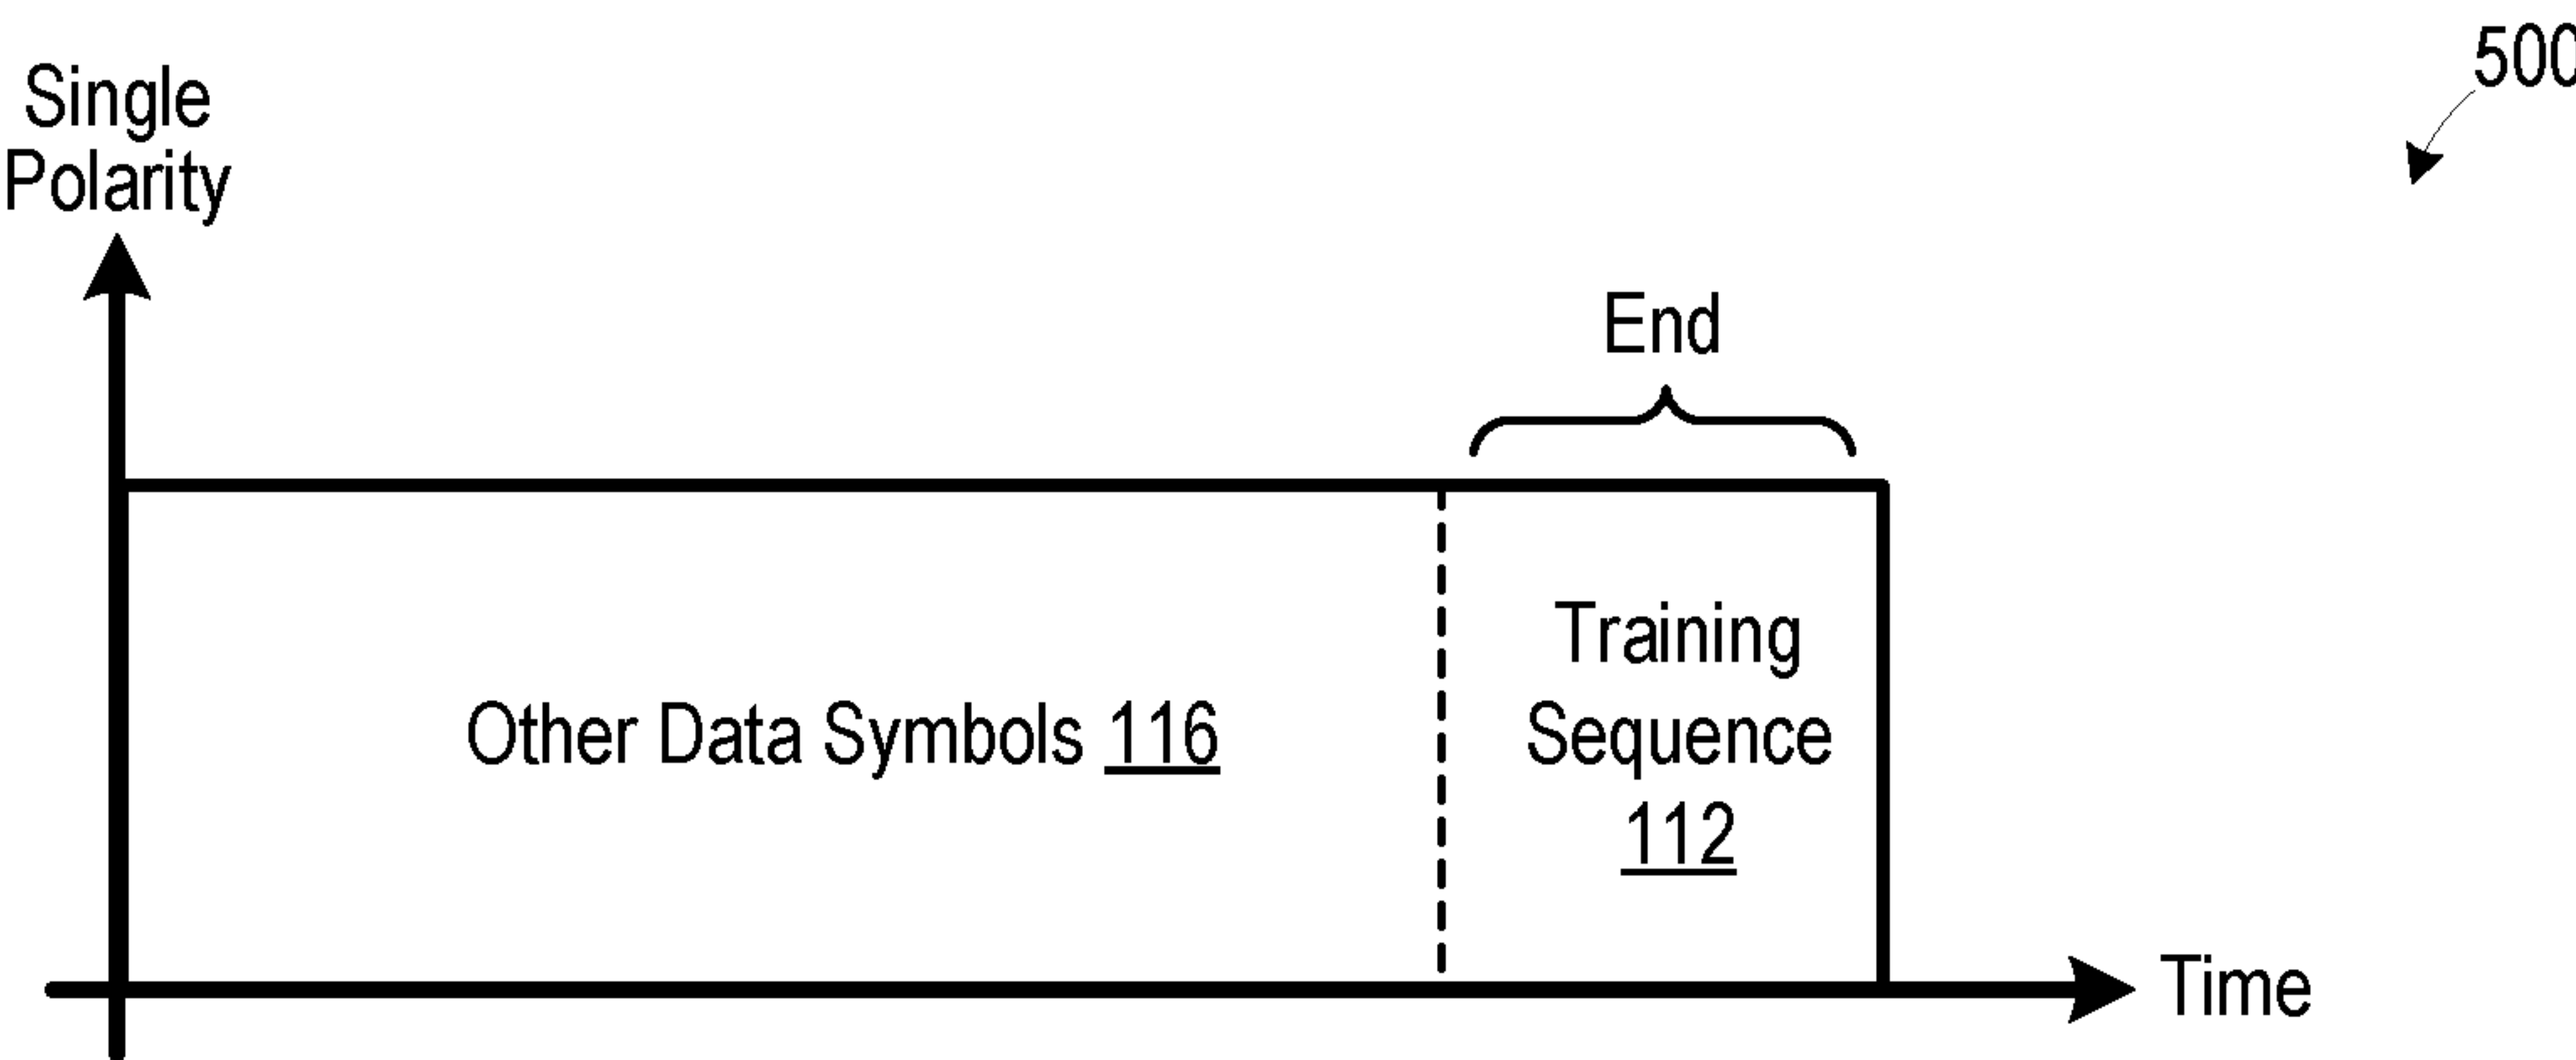 500
Single
Polarity
End
Training
Sequence
112
Other Data Symbols 116
Time